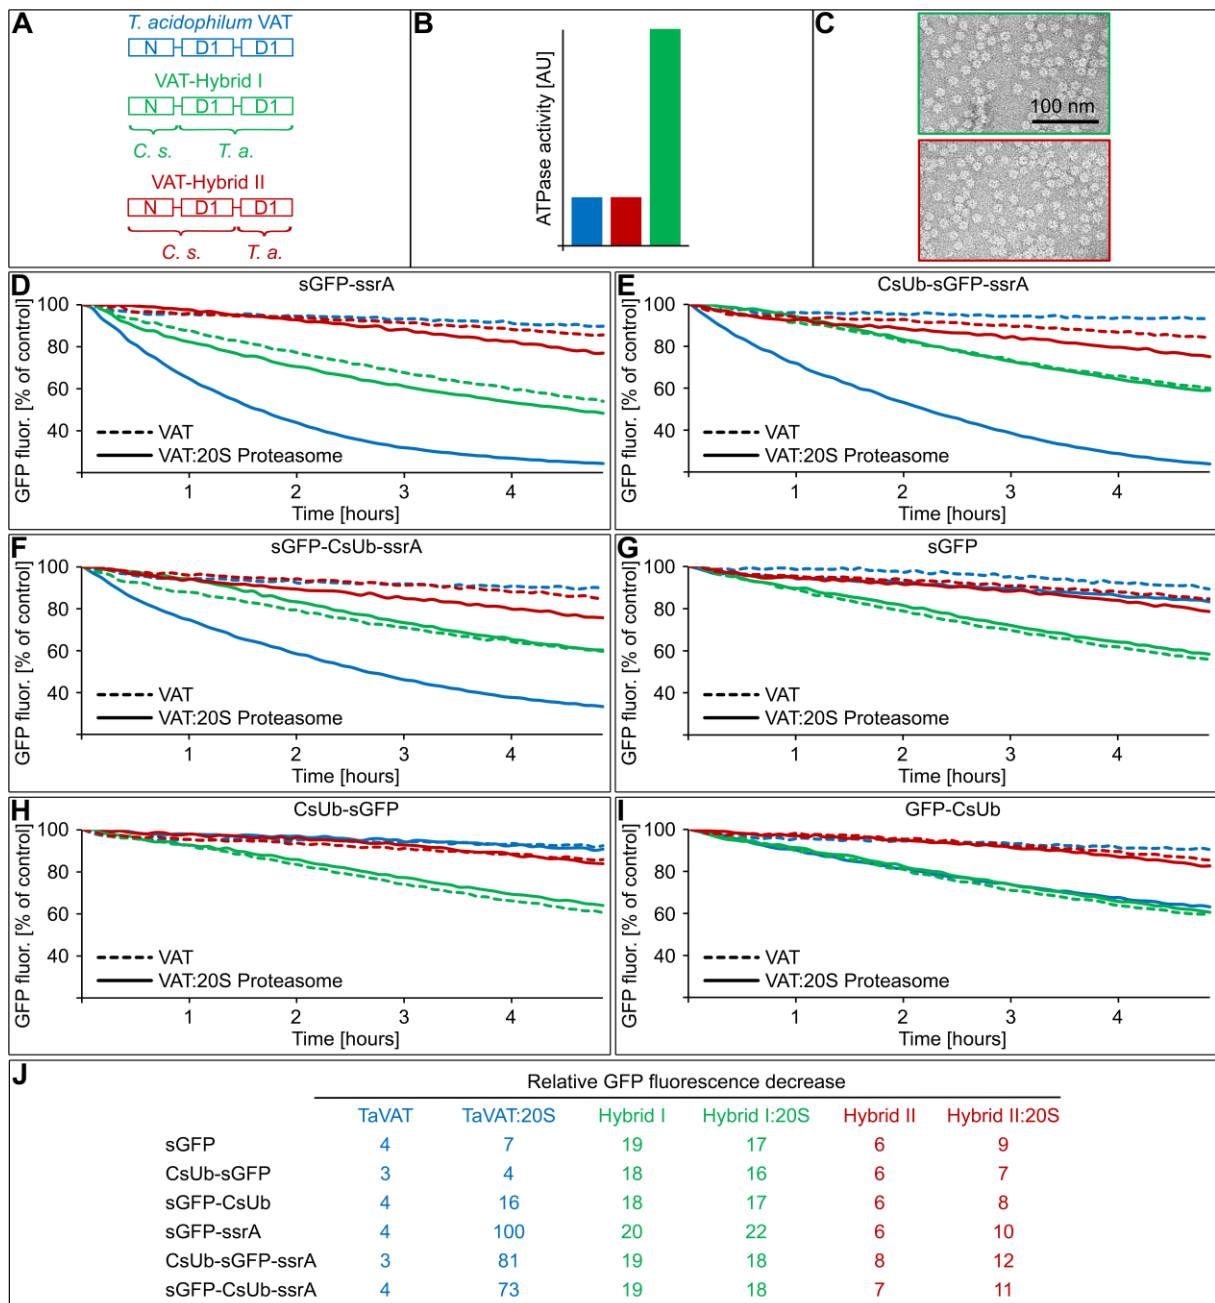 A
T. acidophilum VAT
N D1 D1
VAT-Hybrid I
N D1 D1
C. s. T. a.
VAT-Hybrid II
N D1 D1
C. s. T. a.
B
ATPase activity [AU]
C
100 nm
D
sGFP-ssrA
GFP fluor. [% of control]
100
80
60
40
VAT
VAT:20S Proteasome
1 2 3 4
Time [hours]
E
CsUb-sGFP-ssrA
GFP fluor. [% of control]
100
80
60
40
VAT
VAT:20S Proteasome
1 2 3 4
Time [hours]
F
sGFP-CsUb-ssrA
GFP fluor. [% of control]
100
80
60
40
VAT
VAT:20S Proteasome
1 2 3 4
Time [hours]
G
sGFP
GFP fluor. [% of control]
100
80
60
40
VAT
VAT:20S Proteasome
1 2 3 4
Time [hours]
H
CsUb-sGFP
GFP fluor. [% of control]
100
80
60
40
VAT
VAT:20S Proteasome
1 2 3 4
Time [hours]
I
GFP-CsUb
GFP fluor. [% of control]
100
80
60
40
VAT
VAT:20S Proteasome
1 2 3 4
Time [hours]
J
Relative GFP fluorescence decrease
TaVAT TaVAT:20S Hybrid I Hybrid I:20S Hybrid II Hybrid II:20S
sGFP 4 7 19 17 6 9
CsUb-sGFP 3 4 18 16 6 7
sGFP-CsUb 4 16 18 17 6 8
sGFP-ssrA 4 100 20 22 6 10
CsUb-sGFP-ssrA 3 81 19 18 8 12
sGFP-CsUb-ssrA 4 73 19 18 7 11